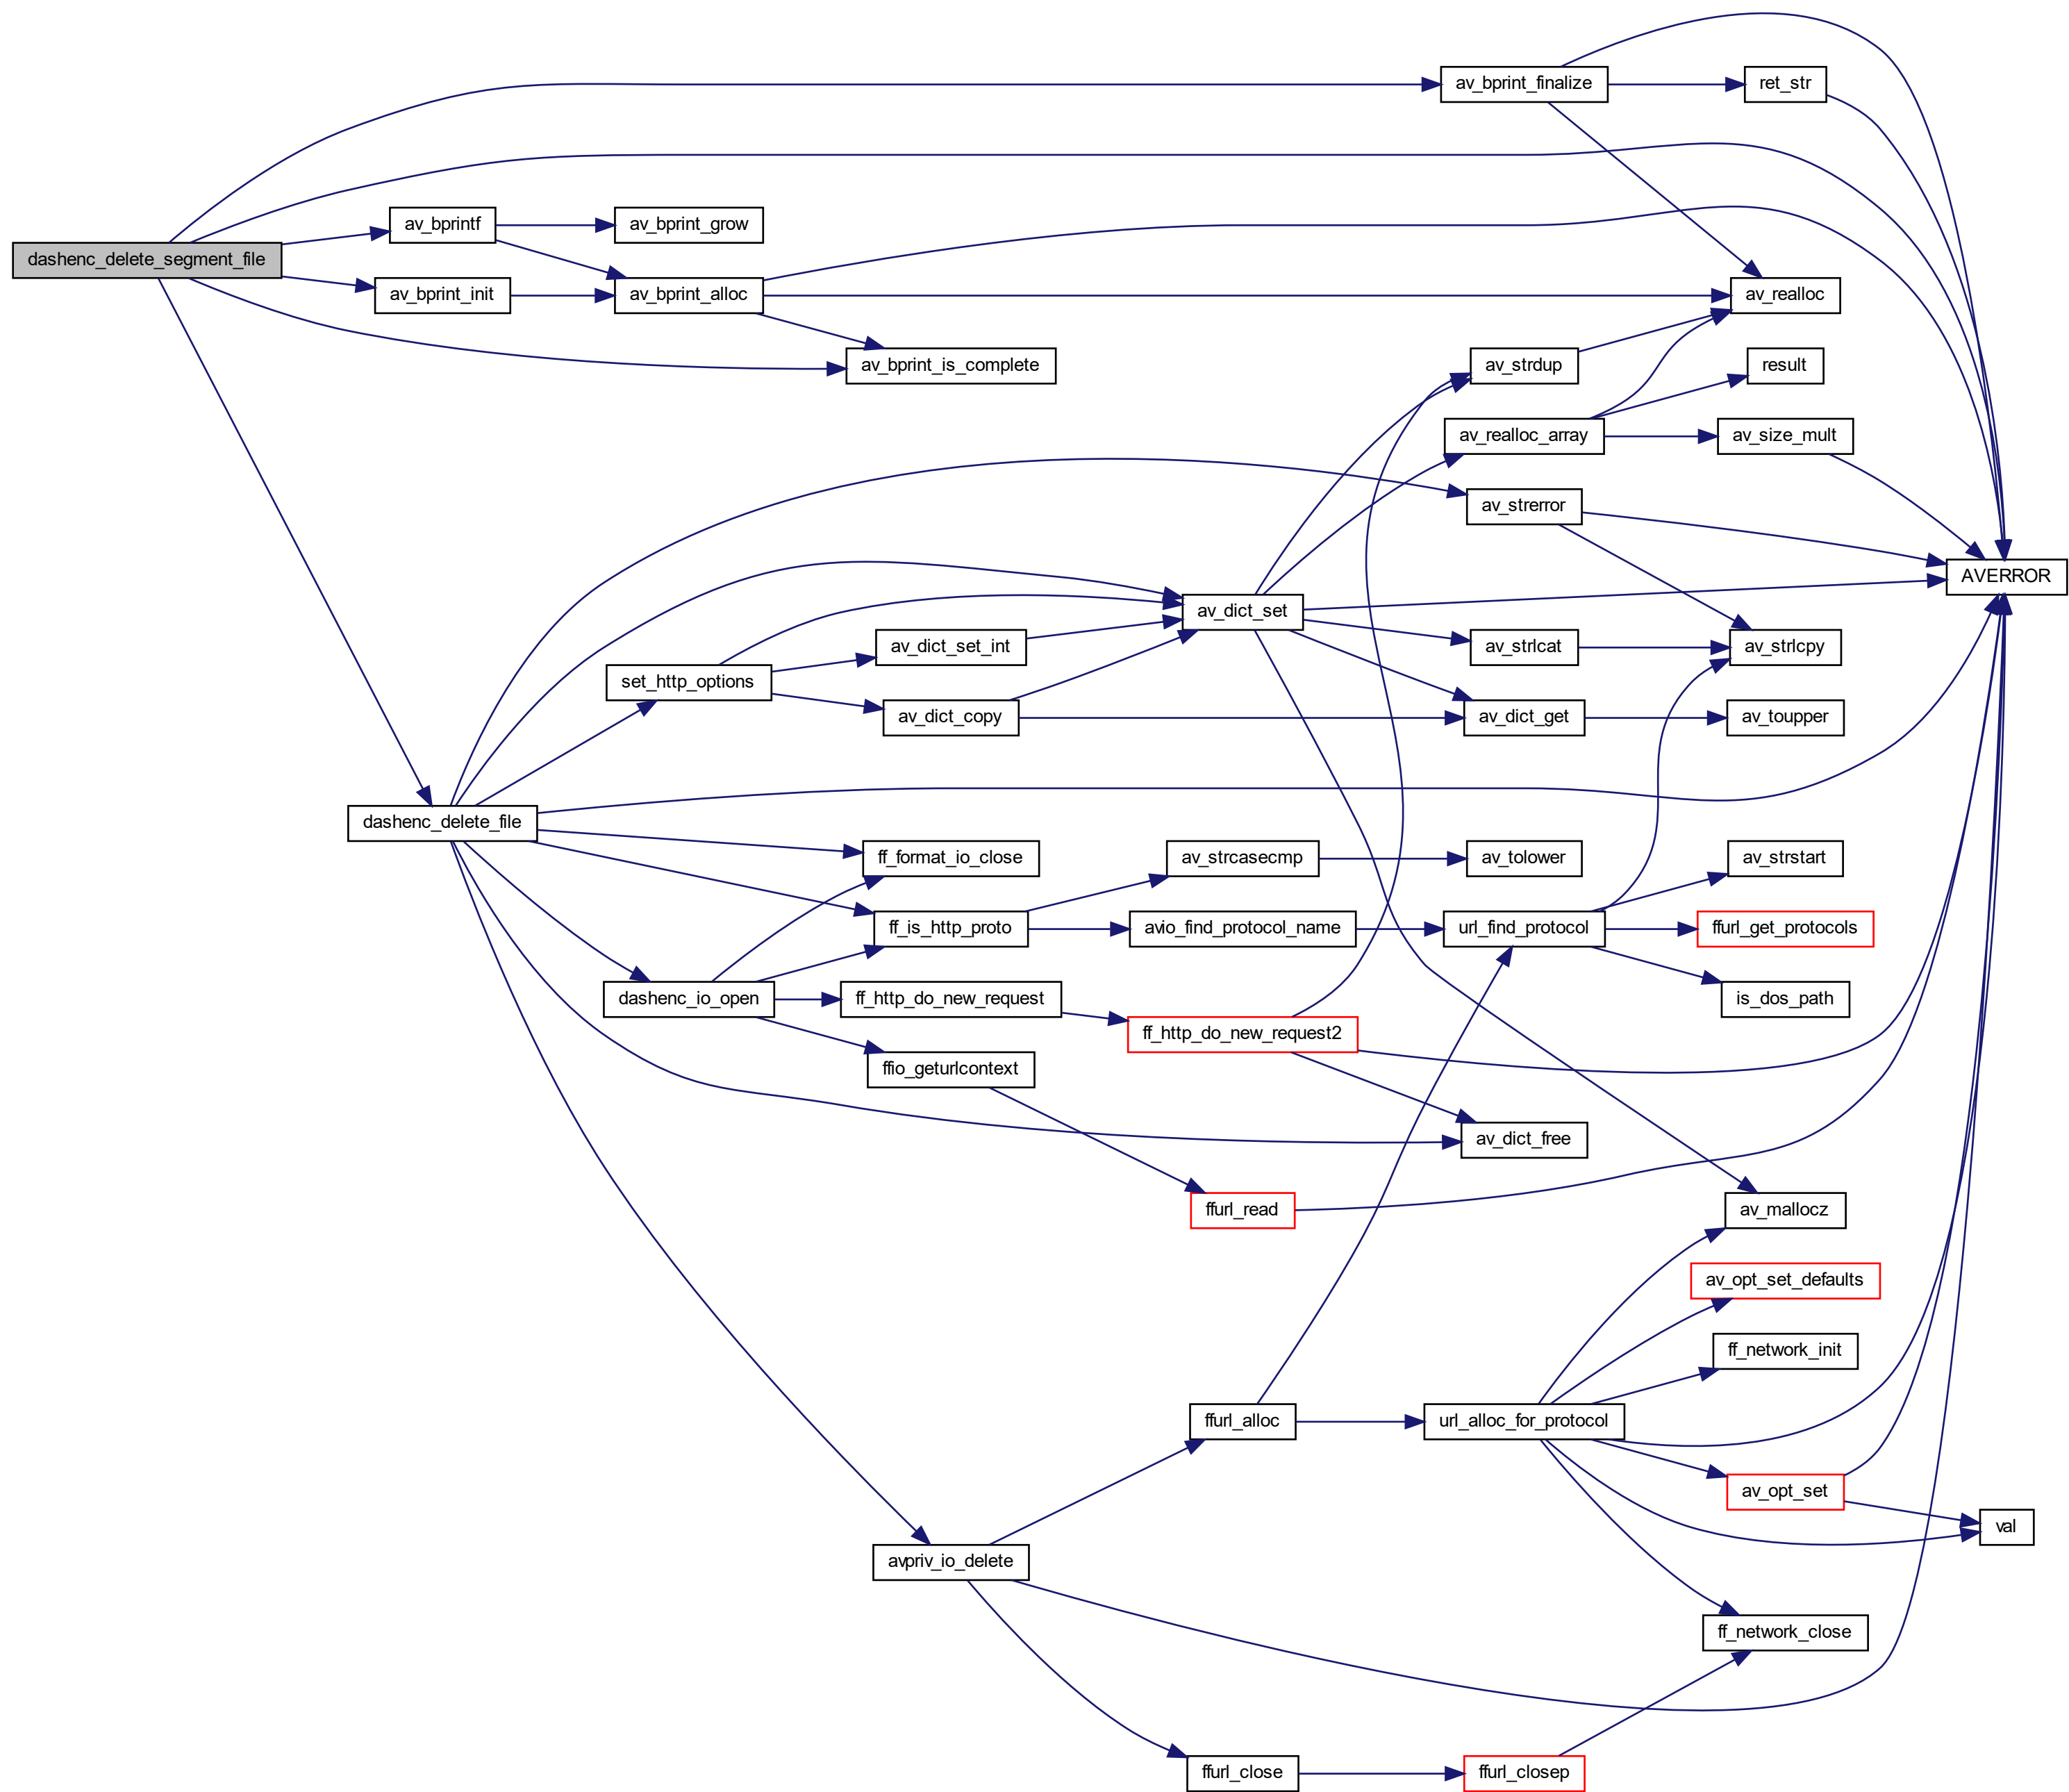 dashenc_delete_segment_file
av_bprint_finalize
ret_str
av_bprintf
av_bprint_grow
av_bprint_init
av_bprint_alloc
av_realloc
av_bprint_is_complete
av_strdup
result
av_realloc_array
av_size_mult
av_strerror
AVERROR
av_dict_set
av_dict_set_int
av_strlcat
av_strlcpy
set_http_options
av_dict_copy
av_dict_get
av_toupper
dashenc_delete_file
ff_format_io_close
av_strcasecmp
av_tolower
av_strstart
ff_is_http_proto
avio_find_protocol_name
url_find_protocol
ffurl_get_protocols
dashenc_io_open
ff_http_do_new_request
is_dos_path
ff_http_do_new_request2
ffio_geturlcontext
av_dict_free
ffurl_read
av_mallocz
av_opt_set_defaults
ff_network_init
ffurl_alloc
url_alloc_for_protocol
av_opt_set
val
avpriv_io_delete
ff_network_close
ffurl_close
ffurl_closep